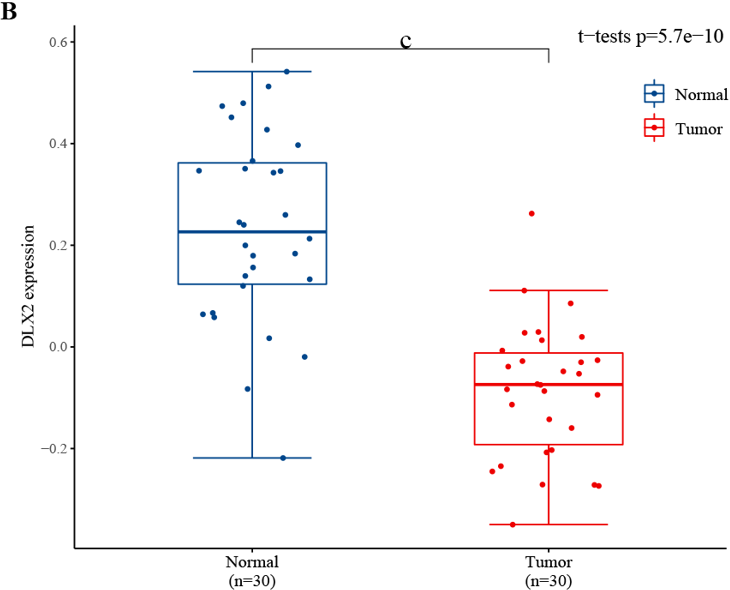 B
t−tests p=5.7e−10
c
Normal
Tumor
0.6
0.4
0.2
0.0
−0.2
DLX2 expression
Normal
(n=30)
Tumor
(n=30)